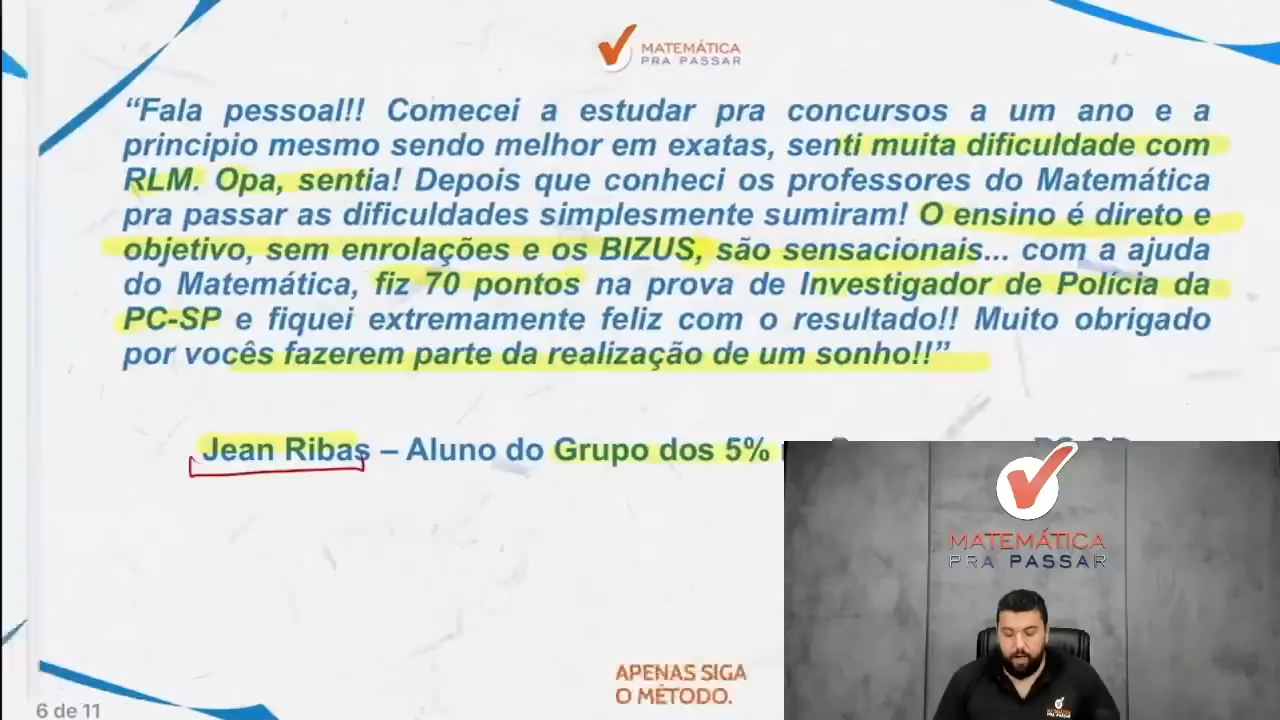 MATEMÁTICA
PRA PASSAR
“Fala pessoal!! Comecei a estudar pra concursos a um ano e a
principio mesmo sendo melhor em exatas, senti muita dificuldade com
RLM. Opa, sentia! Depois que conheci os professores do Matemática
pra passar as dificuldades simplesmente sumiram! O ensino é direto e
objetivo, sem enrolações e os BIZUS, são sensacionais... com a ajuda
do Matemática, fiz 70 pontos na prova de Investigador de Polícia da
PC-SP e fiquei extremamente feliz com o resultado!! Muito obrigado
por vocês fazerem parte da realização de um sonho!!”
Jean Ribas – Aluno do Grupo dos 5%
MATEMÁTICA
PRA PASSAR
MATEMÁTICA
PRA PASSAR
APENAS SIGA
O MÉTODO.
6 de 11